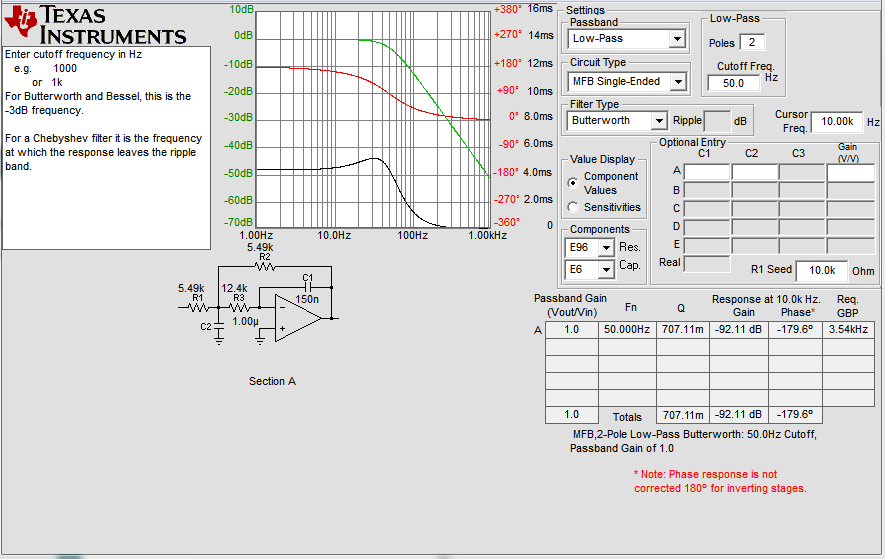 TEXAS
INSTRUMENTS
Enter cutoff frequency in Hz
e.g. 1000
or 1k
For Butterworth and Bessel, this is the
-3dB frequency.
For a Chebyshev filter it is the frequency
at which the response leaves the ripple
band.
10dB +380° 16ms
0dB +270° 14ms
-10dB +180° 12ms
-20dB +90° 10ms
-30dB 0° 8.0ms
-40dB -90° 6.0ms
-50dB -180° 4.0ms
-60dB -270° 2.0ms
-70dB -360° 0
1.00Hz 10.0Hz 100Hz 1.00kHz
5.49k
R2
C1
150n
5.49k 12.4k
R1 R3
1.00µ
C2
Section A
Settings
Passband
Low-Pass
Low-Pass
Poles 2
Circuit Type
MFB Single-Ended
Cutoff Freq.
50.0 Hz
Filter Type
Butterworth Ripple dB
Cursor
Freq. 10.00k Hz
Value Display
Component
Values
Sensitivities
Components
E96 Res.
E6 Cap.
Optional Entry
C1 C2 C3 Gain
(V/V)
A
B
C
D
E
Real
R1 Seed 10.0k Ohm
Passband Gain
(Vout/Vin)
Fn
Q
Response at 10.0k Hz.
Gain Phase*
Req.
GBP
A 1.0 50.000Hz 707.11m -92.11 dB -179.6° 3.54kHz
1.0 Totals 707.11m -92.11 dB -179.6°
MFB,2-Pole Low-Pass Butterworth: 50.0Hz Cutoff,
Passband Gain of 1.0
* Note: Phase response is not
corrected 180° for inverting stages.